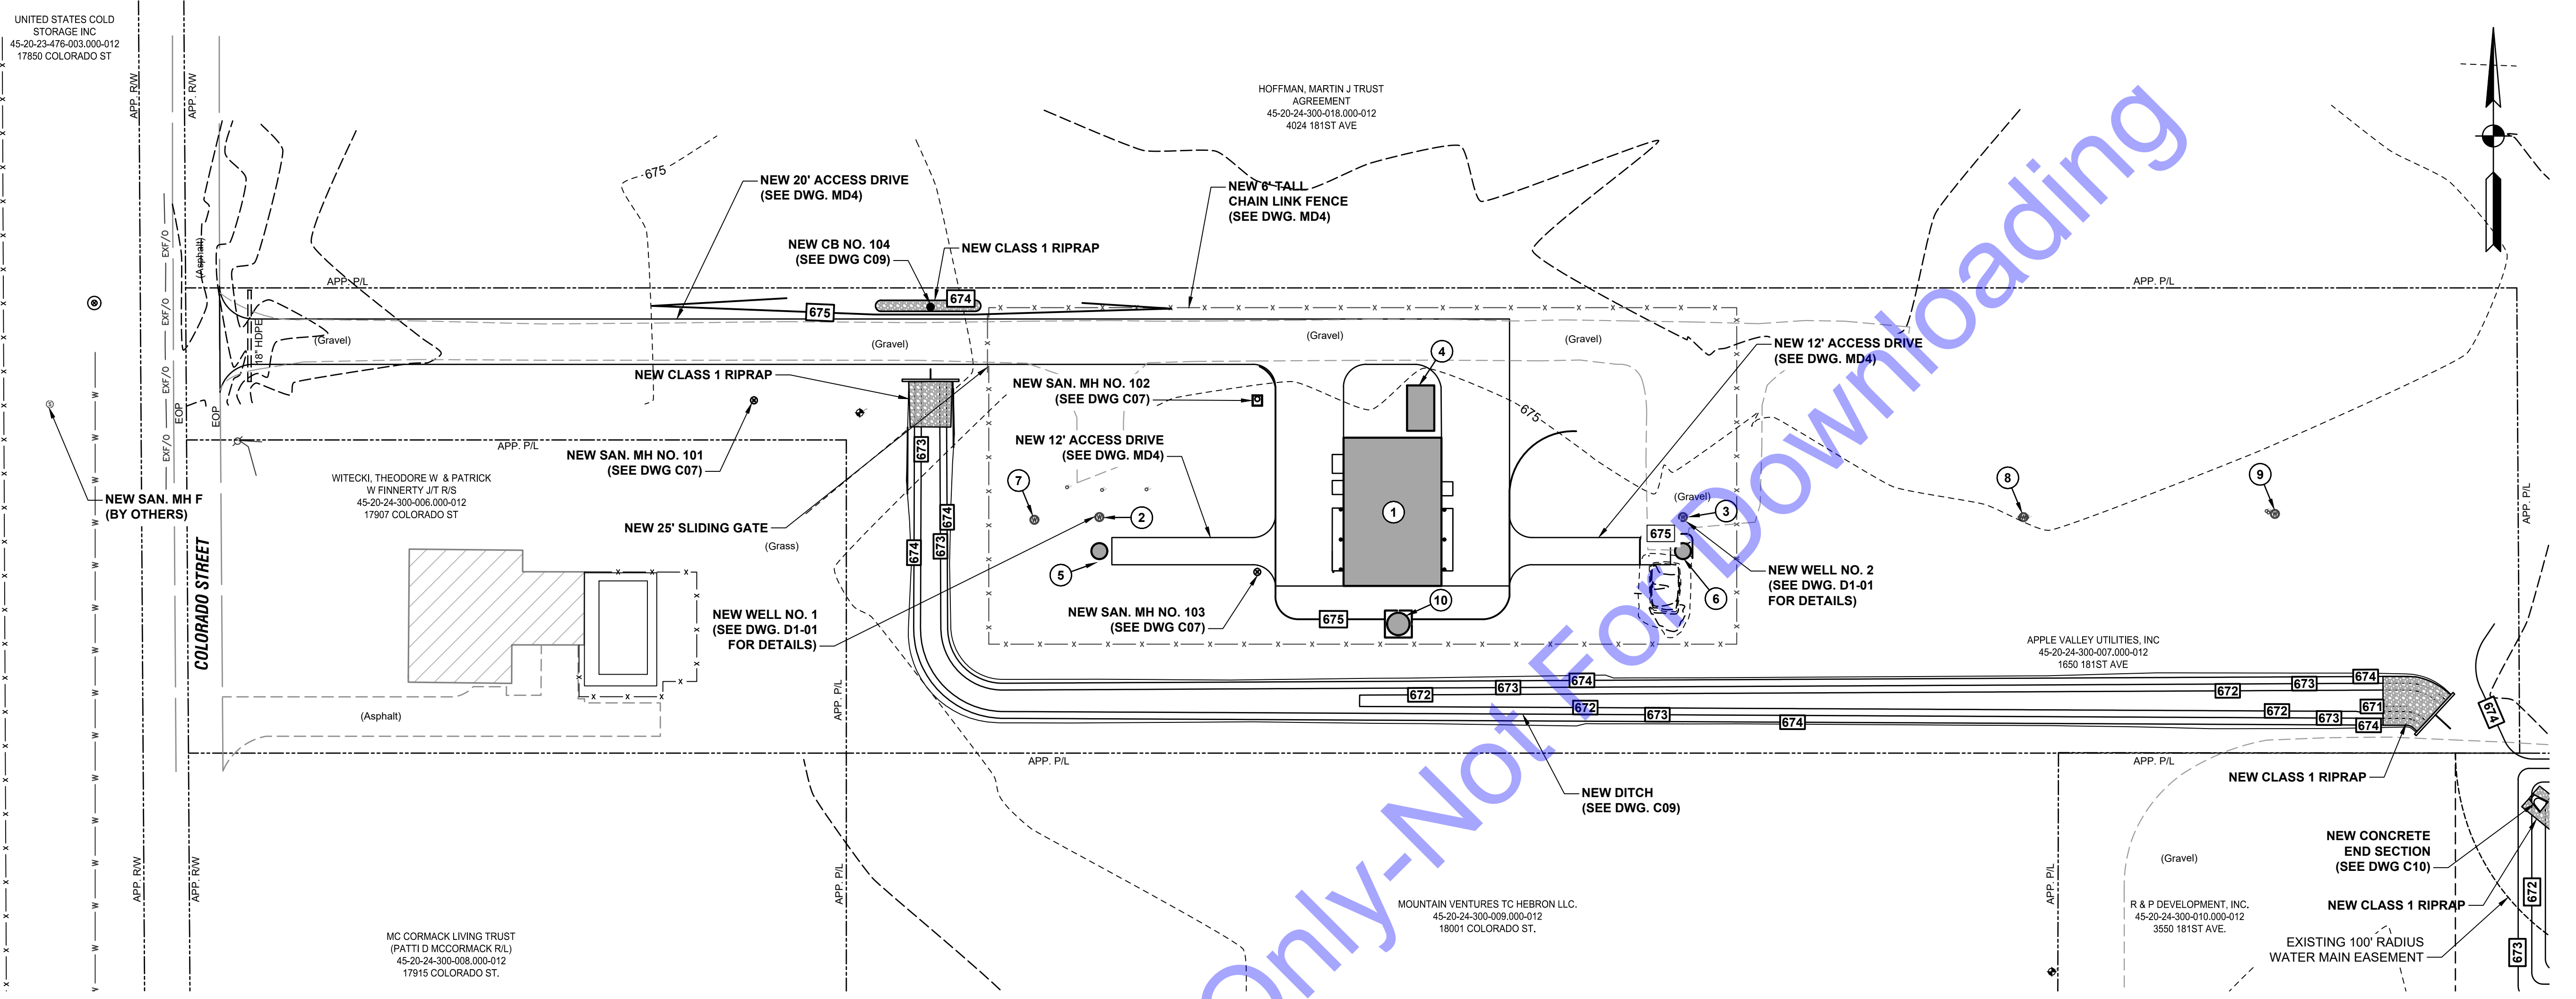 UNITED STATES COLD
STORAGE INC
45-20-23-476-003.000-012
17850 COLORADO ST
APP. R/W
APP. R/W
HOFFMAN, MARTIN J TRUST
AGREEMENT
45-20-24-300-018.000-012
4024 181ST AVE
675
NEW 20' ACCESS DRIVE
(SEE DWG. MD4)
NEW 6' TALL
CHAIN LINK FENCE
(SEE DWG. MD4)
NEW CB NO. 104
(SEE DWG C09)
NEW CLASS 1 RIPRAP
EXF/O
EXF/O
EXF/O
EXF/O
(Asphalt)
APP. P/L
APP. P/L
674
675
18" HDPE
(Gravel)
(Gravel)
(Gravel)
(Gravel)
NEW 12' ACCESS DRIVE
(SEE DWG. MD4)
4
NEW CLASS 1 RIPRAP
NEW SAN. MH NO. 102
(SEE DWG C07)
EOP
EOP
675
APP. P/L
673
NEW 12' ACCESS DRIVE
(SEE DWG. MD4)
NEW SAN. MH NO. 101
(SEE DWG C07)
WITECKI, THEODORE W & PATRICK
W FINNERTY J/T R/S
45-20-24-300-006.000-012
17907 COLORADO ST
NEW SAN. MH F
(BY OTHERS)
7
2
1
(Gravel)
3
8
9
APP. P/L
NEW 25' SLIDING GATE
(Grass)
674
673
674
675
5
6
COLORADO STREET
NEW WELL NO. 1
(SEE DWG. D1-01
FOR DETAILS)
NEW SAN. MH NO. 103
(SEE DWG C07)
675
10
NEW WELL NO. 2
(SEE DWG. D1-01
FOR DETAILS)
APPLE VALLEY UTILITIES, INC
45-20-24-300-007.000-012
1650 181ST AVE
APP. P/L
(Asphalt)
672
673
674
672
673
674
672
673
674
672
673
671
674
674
APP. P/L
APP. P/L
NEW DITCH
(SEE DWG. C09)
NEW CLASS 1 RIPRAP
NEW CONCRETE
END SECTION
(SEE DWG C10)
(Gravel)
APP. R/W
APP. R/W
APP. P/L
APP. P/L
672
MOUNTAIN VENTURES TC HEBRON LLC.
45-20-24-300-009.000-012
18001 COLORADO ST.
R & P DEVELOPMENT, INC.
45-20-24-300-010.000-012
3550 181ST AVE.
NEW CLASS 1 RIPRAP
EXISTING 100' RADIUS
WATER MAIN EASEMENT
673
MC CORMACK LIVING TRUST
(PATTI D MCCORMACK R/L)
45-20-24-300-008.000-012
17915 COLORADO ST.
Only-Not For Downloading